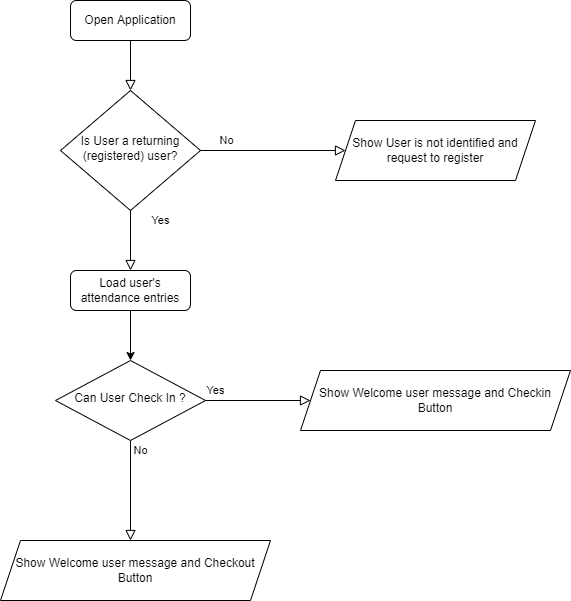 Open Application
Is User a returning
(registered) user?
No
Show User is not identified and
request to register
Yes
Load user's
attendance entries
Can User Check In ?
Yes
Show Welcome user message and Checkin
Button
No
Show Welcome user message and Checkout
Button